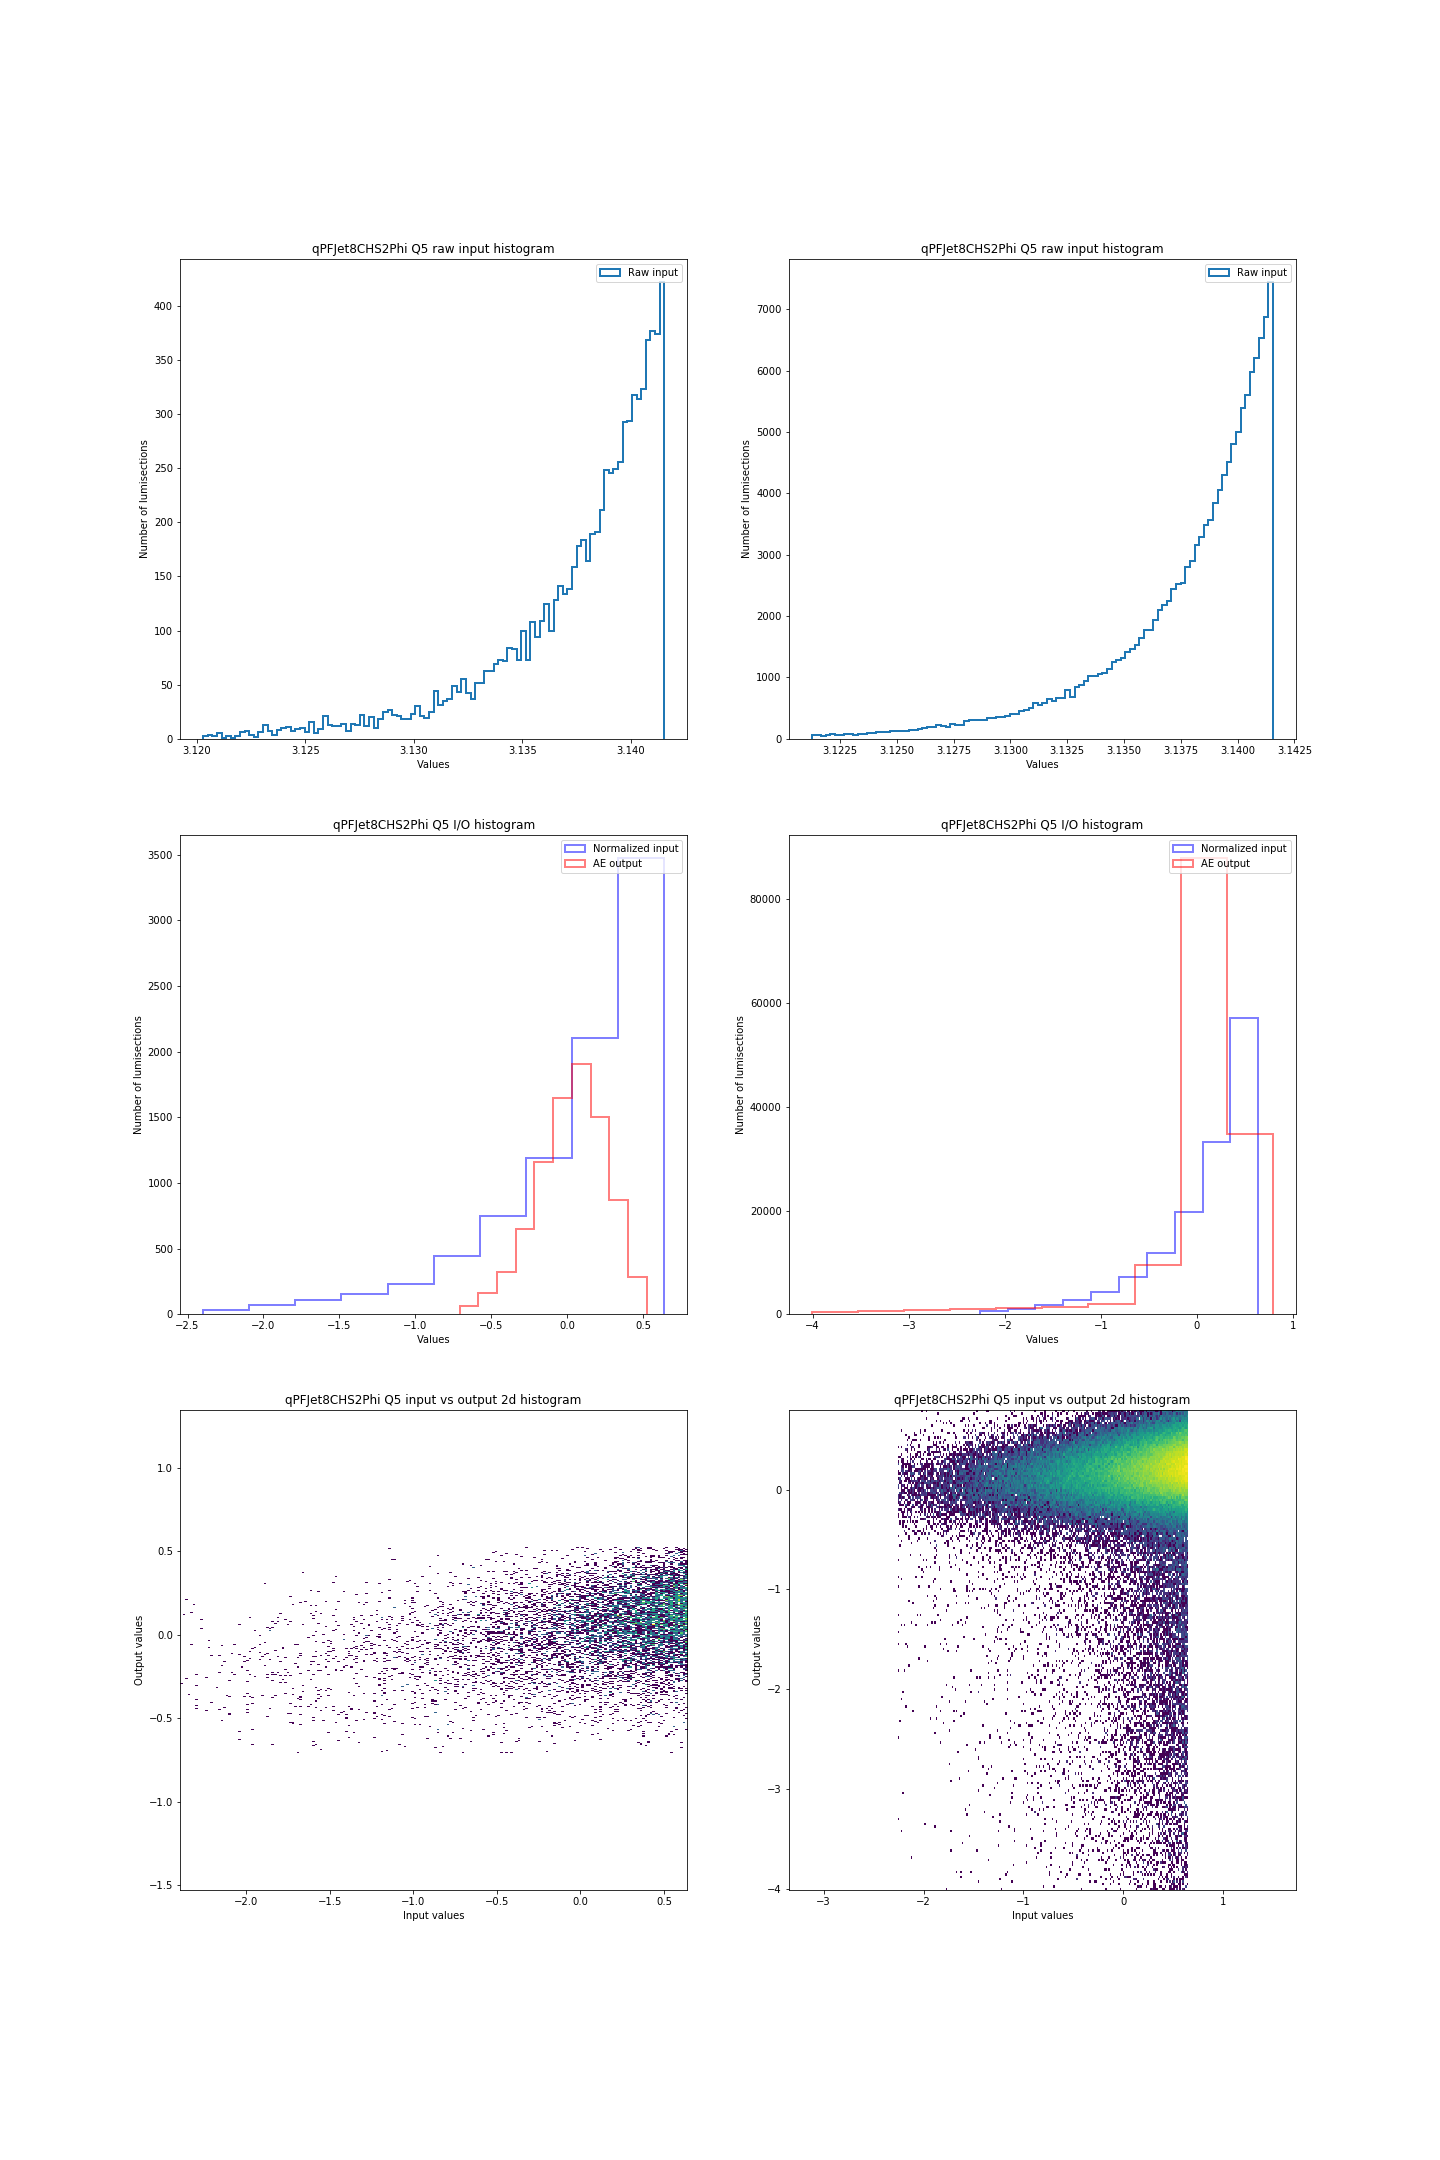 qPFJet8CHS2Phi Q5 raw input histogram
Raw input
400
350
300
250
200
150
100
50
0
Number of lumisections
3.120 3.125 3.130 3.135 3.140
Values
qPFJet8CHS2Phi Q5 raw input histogram
Raw input
7000
6000
5000
4000
3000
2000
1000
0
Number of lumisections
3.1225 3.1250 3.1275 3.1300 3.1325 3.1350 3.1375 3.1400 3.1425
Values
qPFJet8CHS2Phi Q5 I/O histogram
Normalized input
AE output
3500
3000
2500
2000
1500
1000
500
0
Number of lumisections
−2.5 −2.0 −1.5 −1.0 −0.5 0.0 0.5
Values
qPFJet8CHS2Phi Q5 I/O histogram
Normalized input
AE output
80000
60000
40000
20000
0
Number of lumisections
−4 −3 −2 −1 0 1
Values
qPFJet8CHS2Phi Q5 input vs output 2d histogram
1.0
0.5
0.0
−0.5
−1.0
−1.5
Output values
−2.0 −1.5 −1.0 −0.5 0.0 0.5
Input values
qPFJet8CHS2Phi Q5 input vs output 2d histogram
0
−1
−2
−3
−4
Output values
−3 −2 −1 0 1
Input values